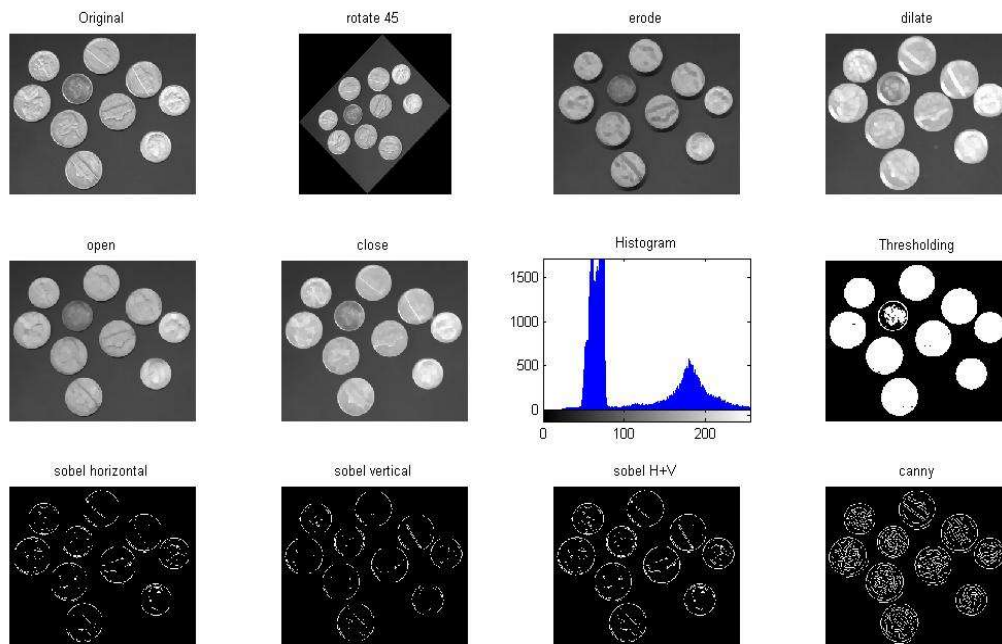 Original
rotate 45
erode
dilate
open
close
Histogram
1500
1000
500
0
0
100
200
Thresholding
sobel horizontal
sobel vertical
sobel H+V
canny